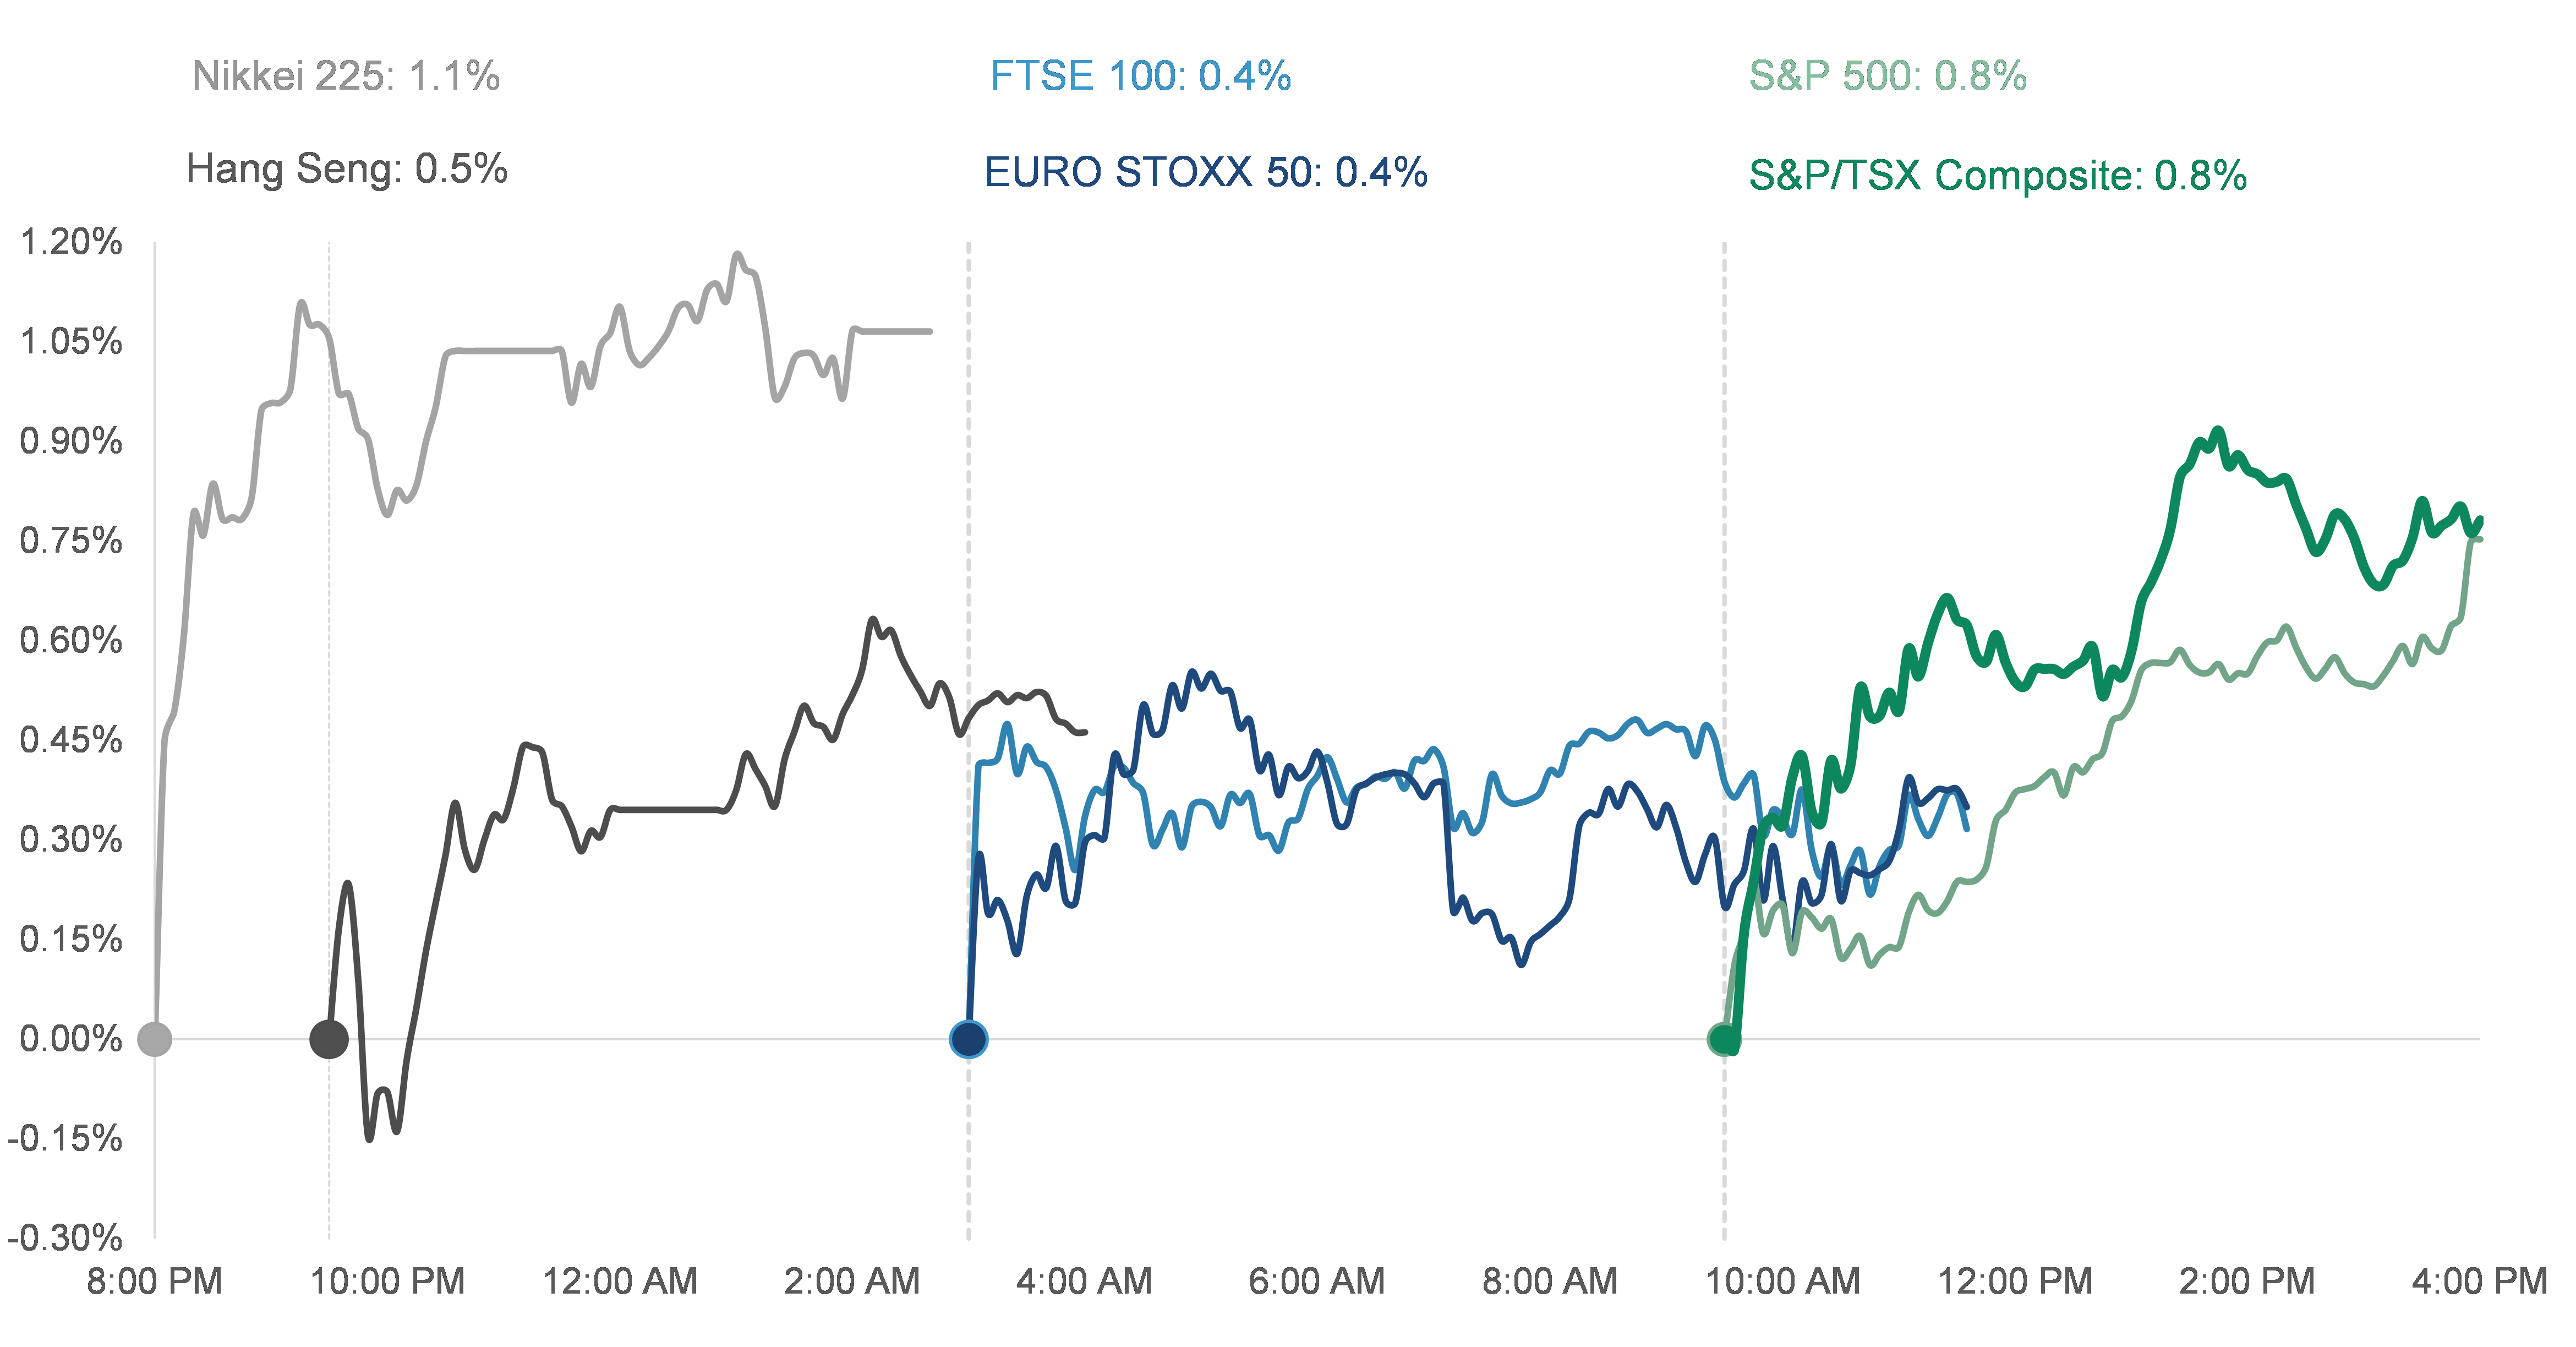 Nikkei 225: 1.1%
FTSE 100: 0.4%
S&P 500: 0.8%
Hang Seng: 0.5%
EURO STOXX 50: 0.4%
S&P/TSX Composite: 0.8%
1.20%
1.05%
0.90%
0.75%
0.60%
0.45%
0.30%
0.15%
0.00%
-0.15%
-0.30%
8:00 PM
10:00 PM
12:00 AM
2:00 AM
4:00 AM
6:00 AM
8:00 AM
10:00 AM
12:00 PM
2:00 PM
4:00 PM